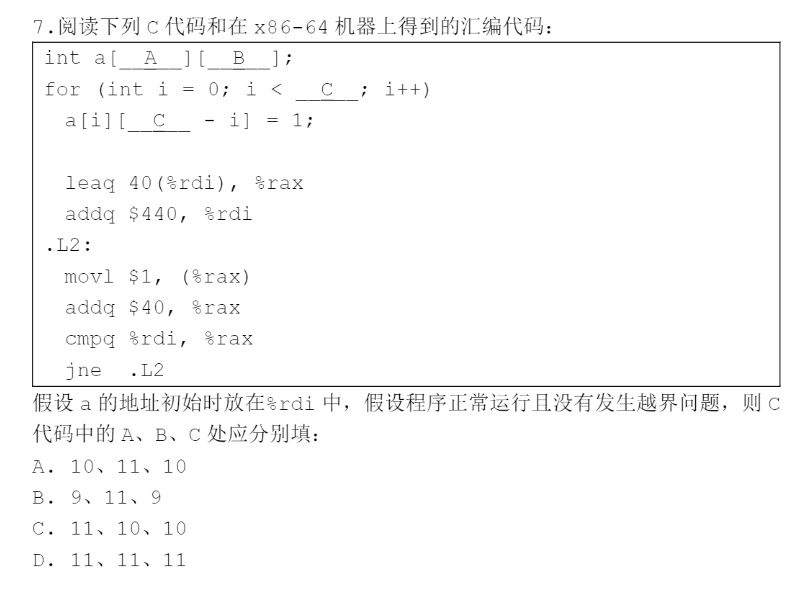 7.阅读下列 C 代码和在 x86-64 机器上得到的汇编代码：
int a[__A__][__B__];
for (int i = 0; i < __C__; i++)
a[i][__C__ - i] = 1;
leaq 40(%rdi), %rax
addq $440, %rdi
.L2:
movl $1, (%rax)
addq $40, %rax
cmpq %rdi, %rax
jne .L2
假设 a 的地址初始时放在%rdi 中，假设程序正常运行且没有发生越界问题，则 C
代码中的 A、B、C 处应分别填：
A. 10、11、10
B. 9、11、9
C. 11、10、10
D. 11、11、11